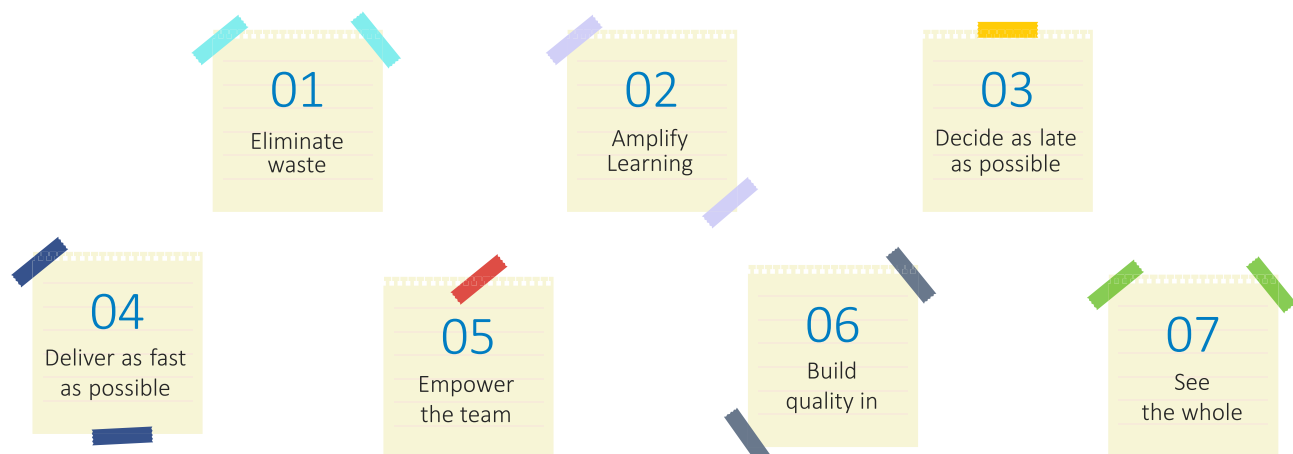 01
Eliminate
waste
02
Amplify
Learning
03
Decide as late
as possible
04
Deliver as fast
as possible
05
Empower
the team
06
Build
quality in
07
See
the whole